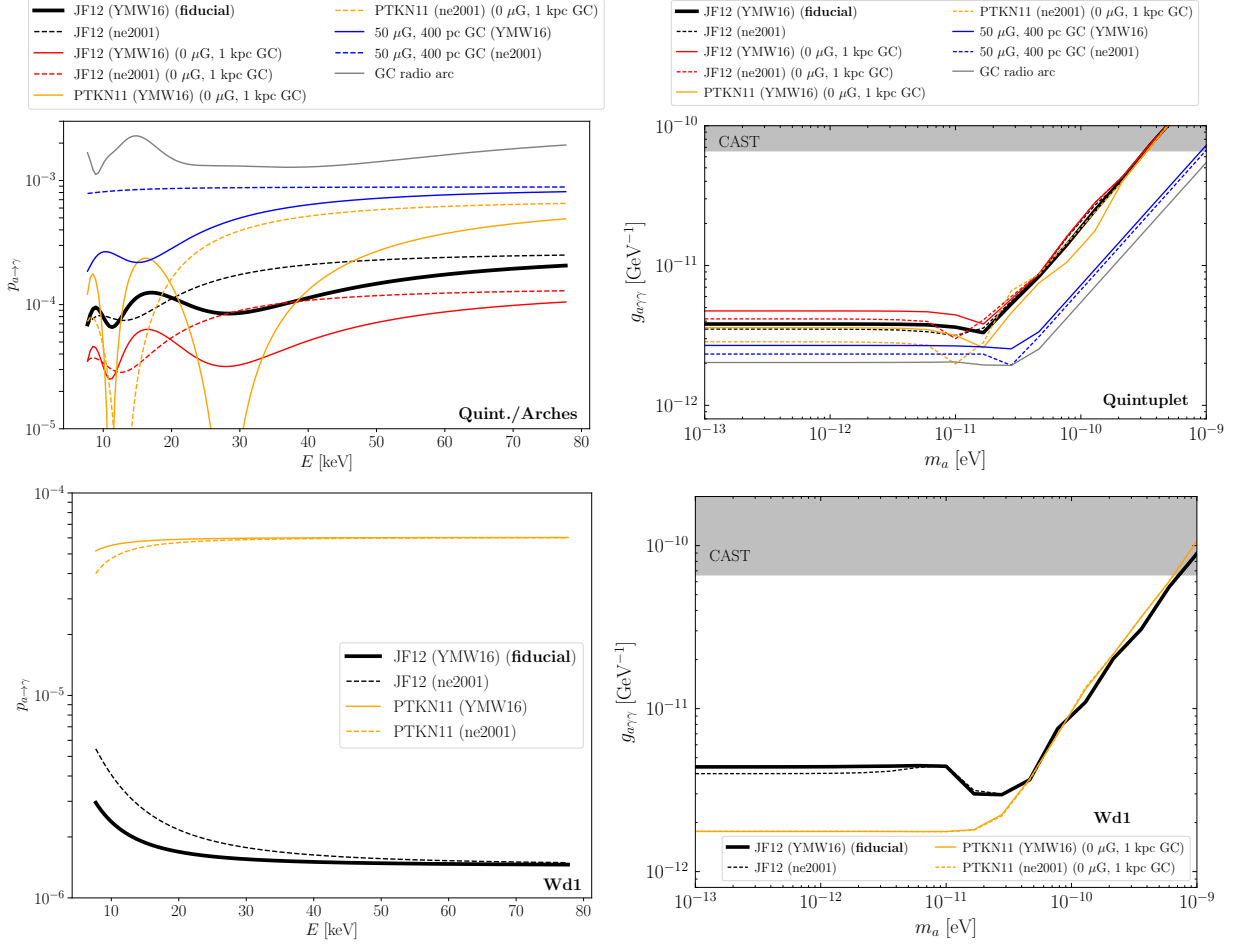 JF12 (YMW16) (fiducial)
JF12 (ne2001)
JF12 (YMW16) (0 μG, 1 kpc GC)
JF12 (ne2001) (0 μG, 1 kpc GC)
PTKN11 (YMW16) (0 μG, 1 kpc GC)
PTKN11 (ne2001) (0 μG, 1 kpc GC)
50 μG, 400 pc GC (YMW16)
50 μG, 400 pc GC (ne2001)
GC radio arc
10⁻³
10⁻⁴
10⁻⁵
p_{a→γ}
Quint./Arches
10 20 30 40 50 60 70 80
E [keV]
JF12 (YMW16) (fiducial)
JF12 (ne2001)
JF12 (YMW16) (0 μG, 1 kpc GC)
JF12 (ne2001) (0 μG, 1 kpc GC)
PTKN11 (YMW16) (0 μG, 1 kpc GC)
PTKN11 (ne2001) (0 μG, 1 kpc GC)
50 μG, 400 pc GC (YMW16)
50 μG, 400 pc GC (ne2001)
GC radio arc
10⁻¹⁰
10⁻¹¹
10⁻¹²
g_{aγγ} [GeV⁻¹]
CAST
Quintuplet
10⁻¹³ 10⁻¹² 10⁻¹¹ 10⁻¹⁰ 10⁻⁹
m_a [eV]
10⁻⁴
10⁻⁵
10⁻⁶
p_{a→γ}
JF12 (YMW16) (fiducial)
JF12 (ne2001)
PTKN11 (YMW16)
PTKN11 (ne2001)
Wd1
10 20 30 40 50 60 70 80
E [keV]
10⁻¹⁰
10⁻¹¹
10⁻¹²
g_{aγγ} [GeV⁻¹]
CAST
Wd1
JF12 (YMW16) (fiducial)
JF12 (ne2001)
PTKN11 (YMW16) (0 μG, 1 kpc GC)
PTKN11 (ne2001) (0 μG, 1 kpc GC)
10⁻¹³ 10⁻¹² 10⁻¹¹ 10⁻¹⁰ 10⁻⁹
m_a [eV]